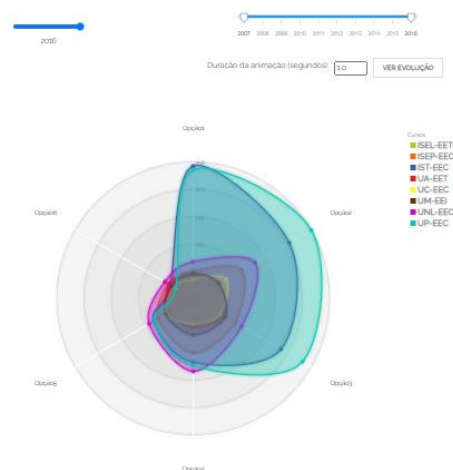 2016
2007 2008 2009 2010 2011 2012 2013 2014 2015 2016
Duração da animação (segundos) 1.0 VER EVOLUÇÃO
Opção1
Cursos
ISEL-EET
ISEP-EEC
IST-EEC
UA-EET
UC-EEC
UM-EEI
UNL-EEC
UP-EEC
Opção6
Opção2
Opção5
Opção3